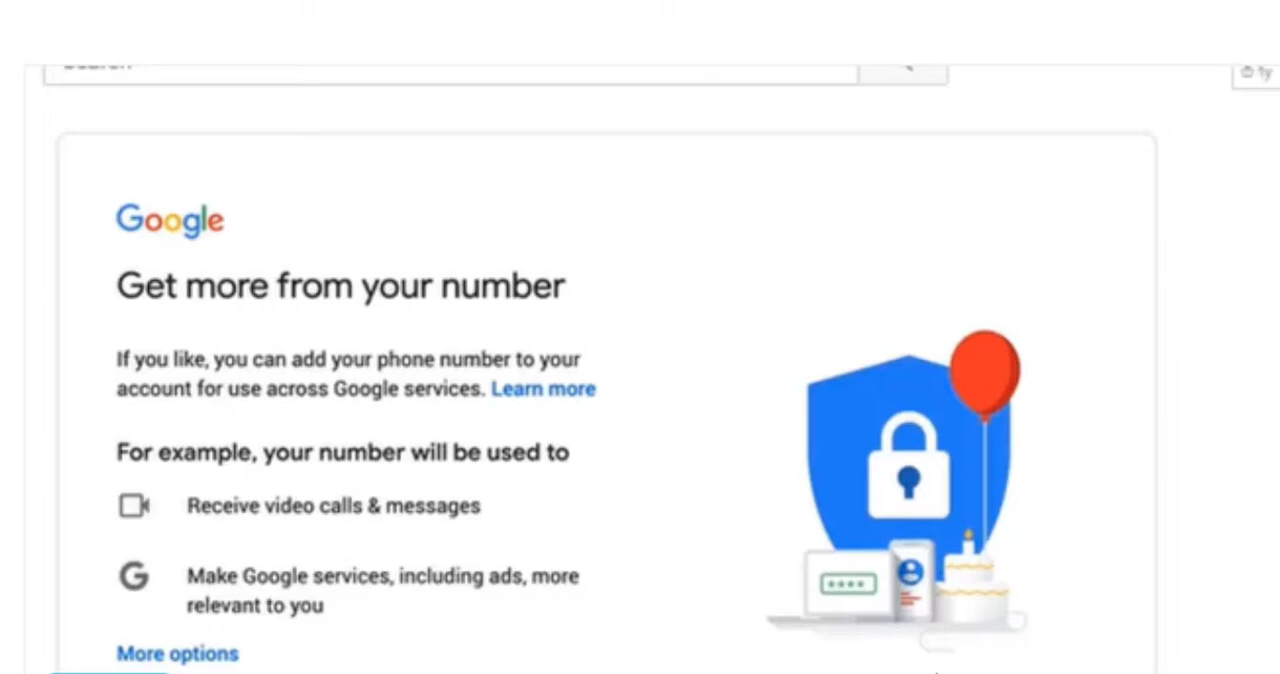 Google
Get more from your number
If you like, you can add your phone number to your
account for use across Google services. Learn more
For example, your number will be used to
Receive video calls & messages
G
Make Google services, including ads, more
relevant to you
More options